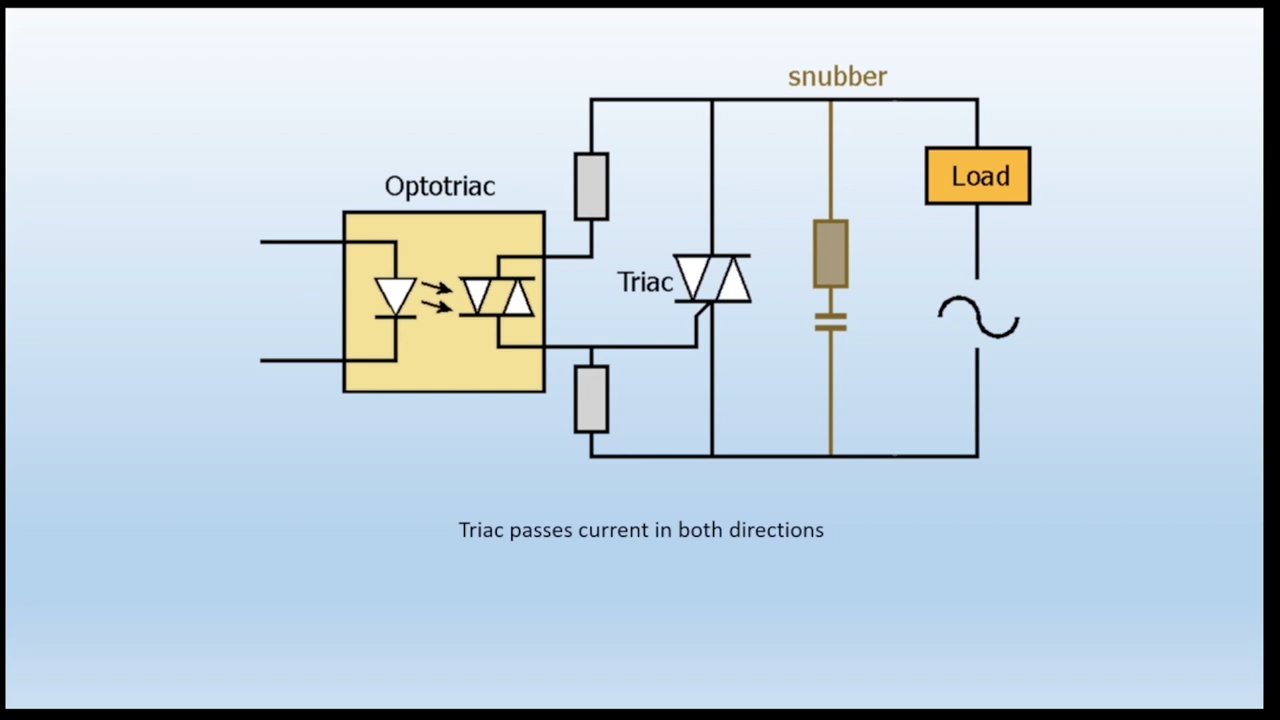 snubber
Load
Optotriac
Triac
Triac passes current in both directions